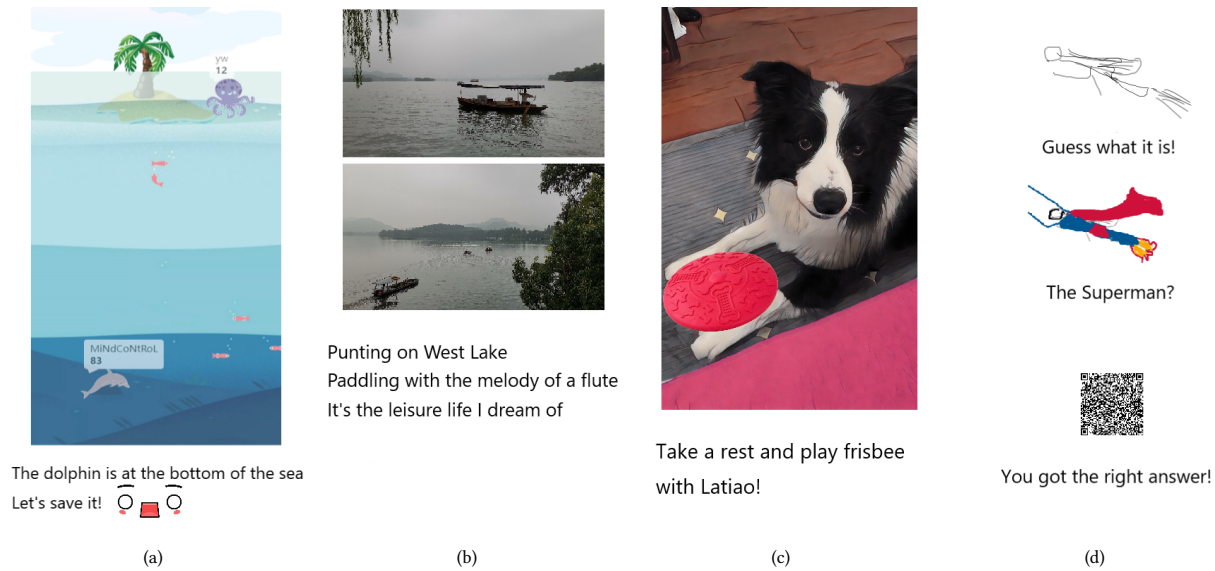 yw
12
MiNdCoNtRoL
83
The dolphin is at the bottom of the sea
Let's save it!
(a)
Punting on West Lake
Paddling with the melody of a flute
It's the leisure life I dream of
(b)
Take a rest and play frisbee
with Latiao!
(c)
Guess what it is!
The Superman?
You got the right answer!
(d)